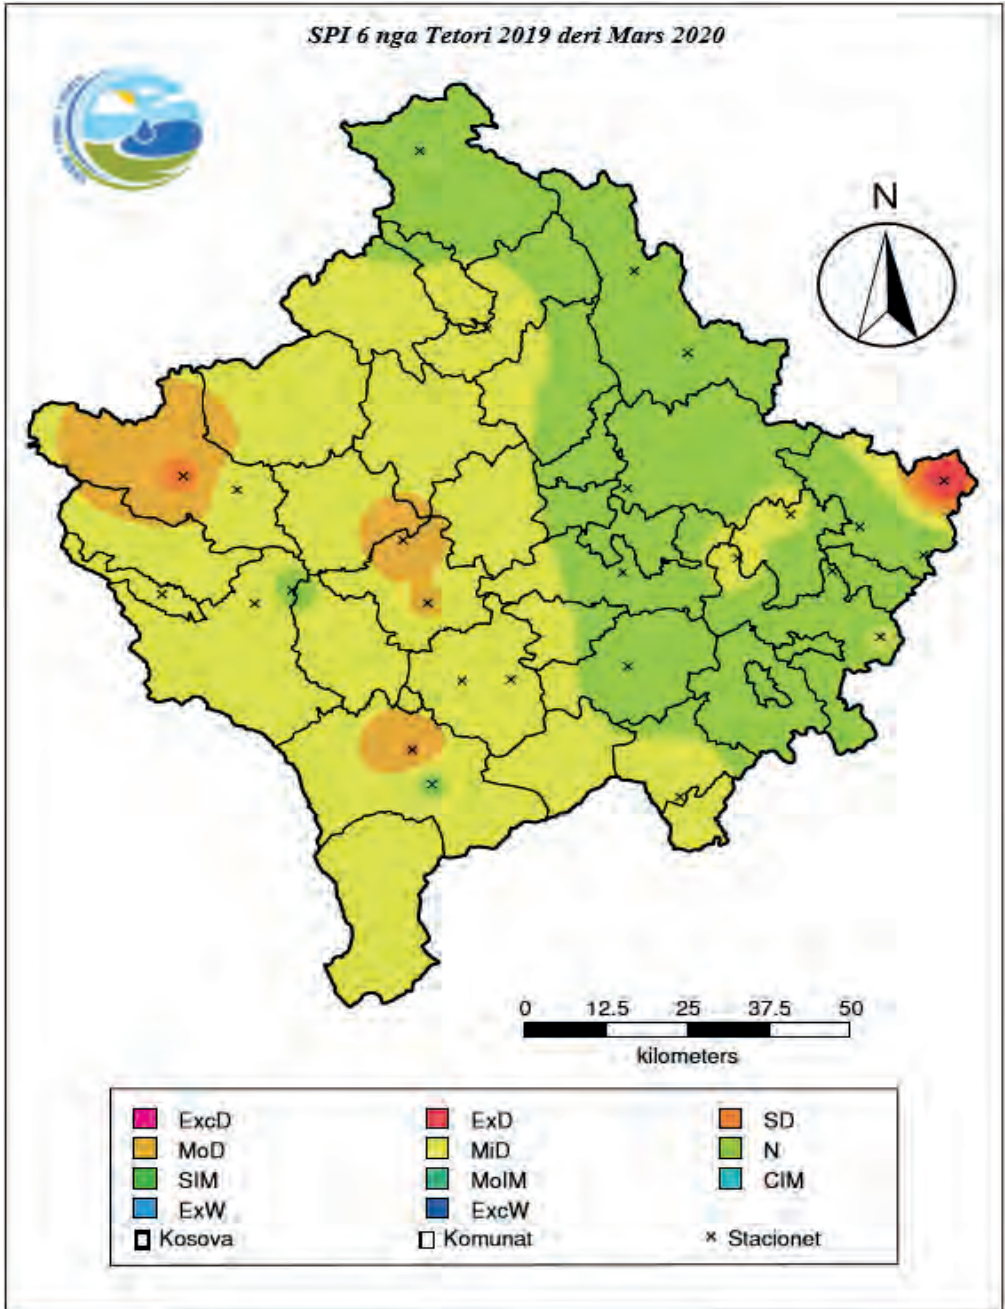 SPI 6 nga Tetori 2019 deri Mars 2020
N
0 12.5 25 37.5 50
kilometers
ExcD ExD SD
MoD MiD N
SIM MoIM CIM
ExW ExcW
Kosova Komunat Stacionet